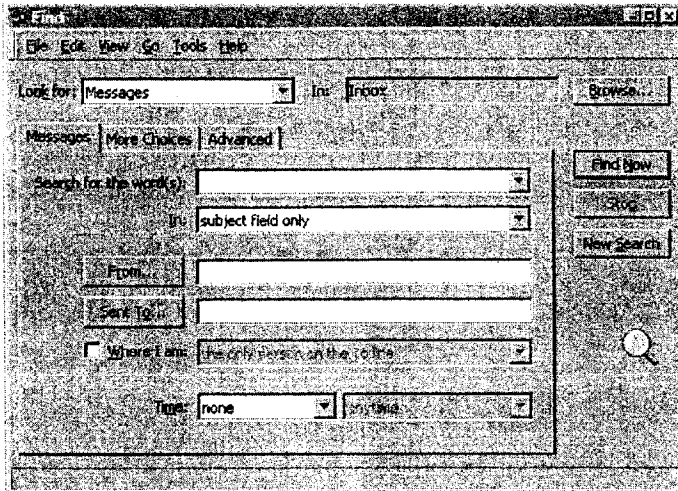 Find
File Edit View Go Tools Help
Look for: Messages In: Inbox Browse...
Messages More Choices Advanced
Find Now
Search for the word(s):
Stop
In: subject field only
New Search
From...
Sent To...
Where I am: the only person on the To line
Time: none anytime